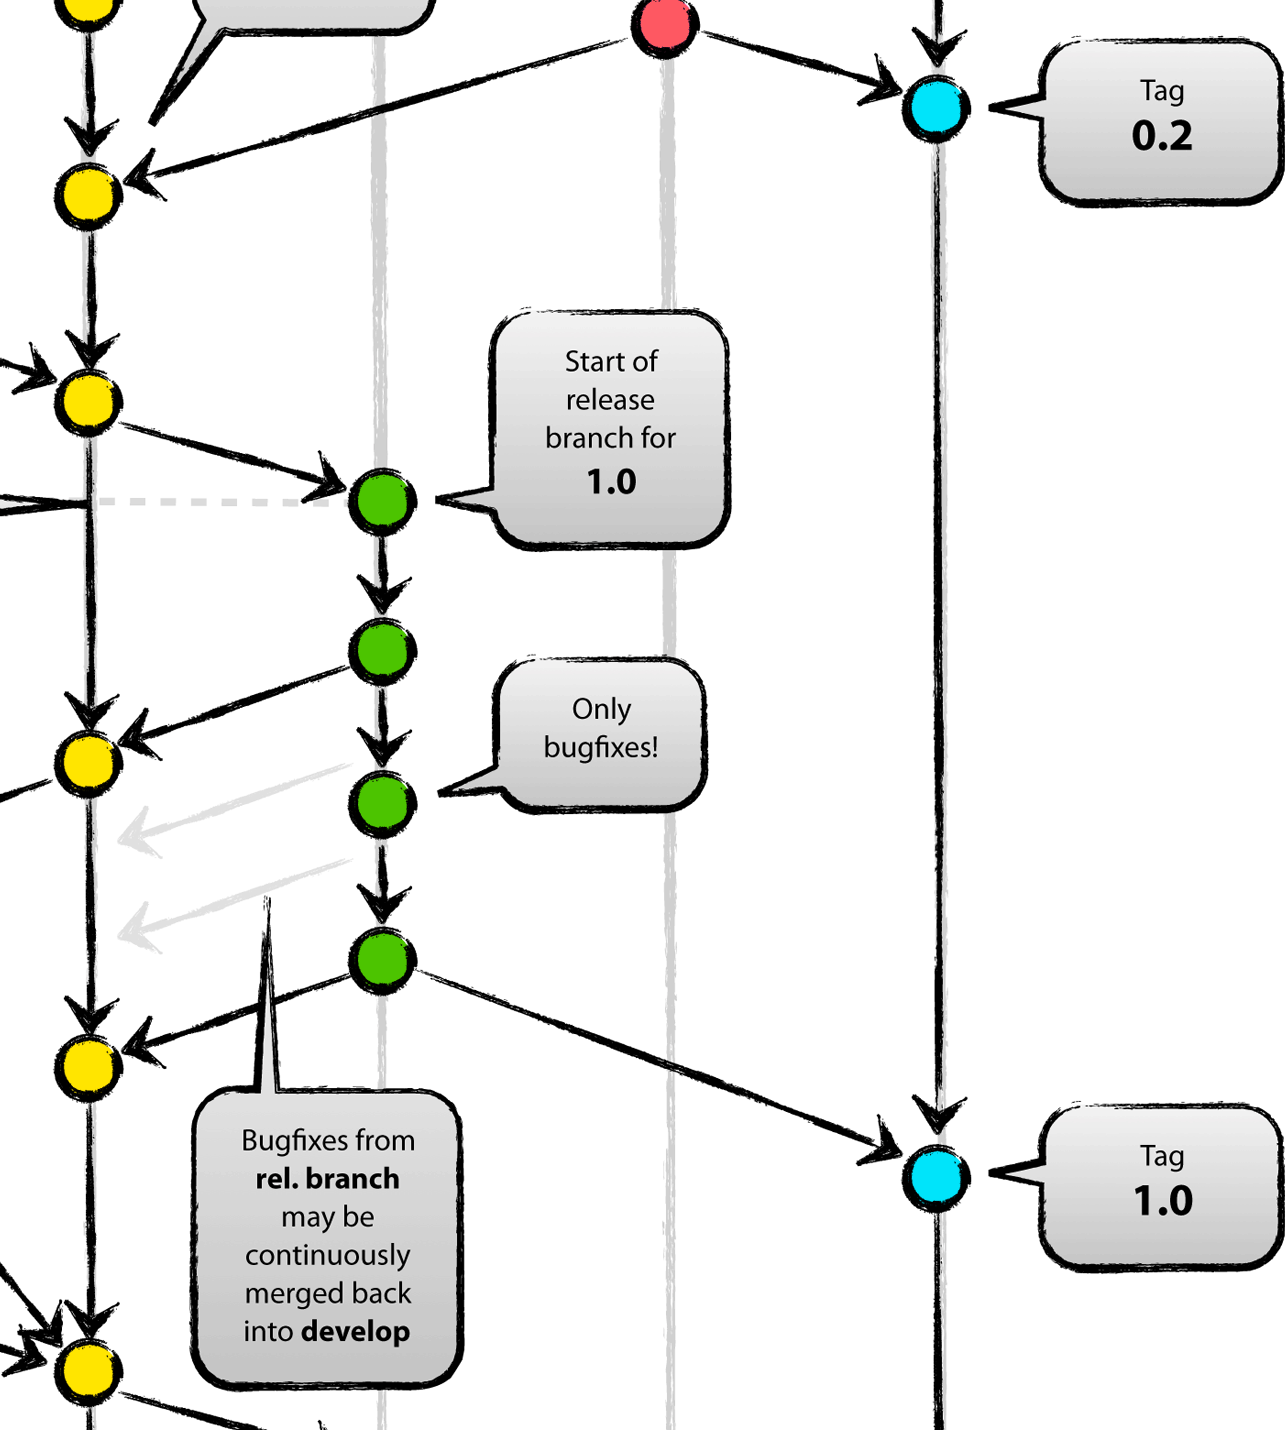 Tag
0.2
Start of
release
branch for
1.0
Only
bugfixes!
Bugfixes from
rel. branch
may be
continuously
merged back
into develop
Tag
1.0